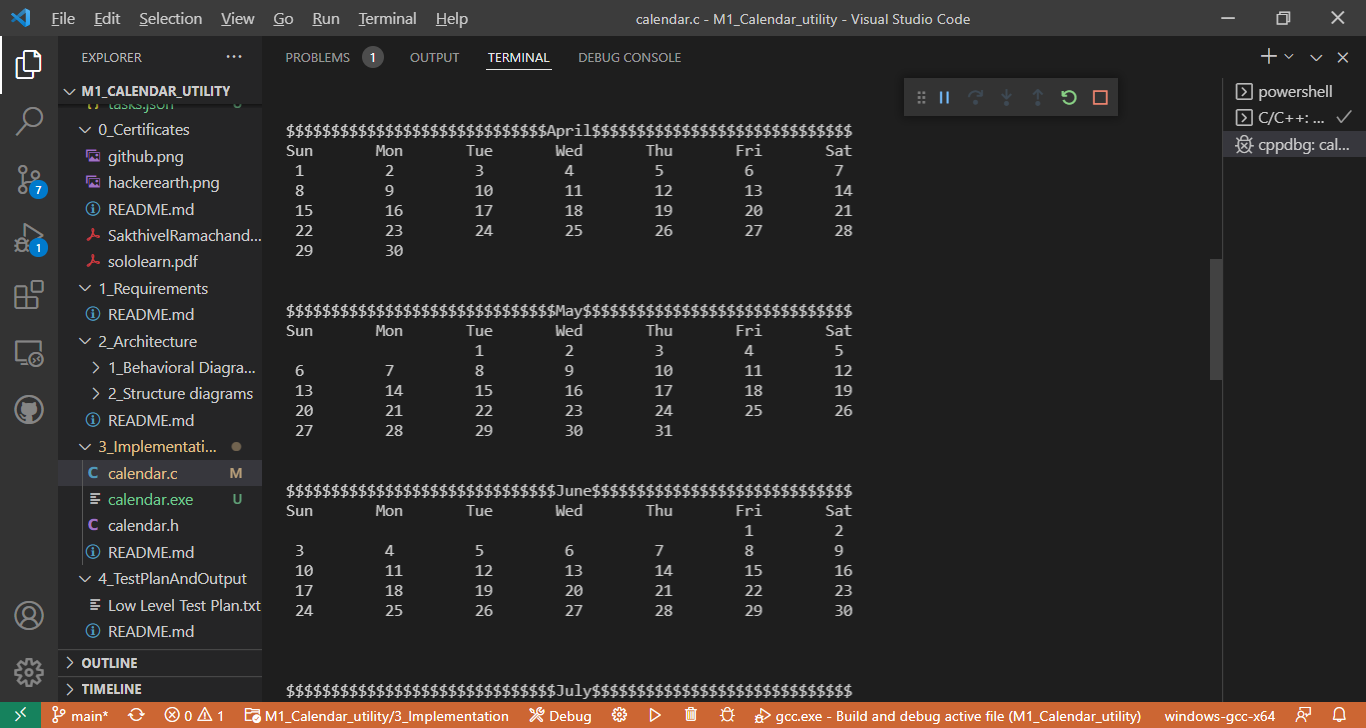 File Edit Selection View Go Run Terminal Help calendar.c - M1_Calendar_utility - Visual Studio Code
EXPLORER ...
M1_CALENDAR_UTILITY
tasks.json
0_Certificates
github.png
hackerearth.png
README.md
SakthivelRamachand...
sololearn.pdf
1_Requirements
README.md
2_Architecture
1_Behavioral Diagra...
2_Structure diagrams
README.md
3_Implementati...
C calendar.c M
calendar.exe U
C calendar.h
README.md
4_TestPlanAndOutput
Low Level Test Plan.txt
README.md
OUTLINE
TIMELINE
7
1
PROBLEMS 1 OUTPUT TERMINAL DEBUG CONSOLE
$$$$$$$$$$$$$$$$$$$$$$$$$$$$$April$$$$$$$$$$$$$$$$$$$$$$$$$$$$$
Sun Mon Tue Wed Thu Fri Sat
1 2 3 4 5 6 7
8 9 10 11 12 13 14
15 16 17 18 19 20 21
22 23 24 25 26 27 28
29 30
$$$$$$$$$$$$$$$$$$$$$$$$$$$$$$May$$$$$$$$$$$$$$$$$$$$$$$$$$$$$$
Sun Mon Tue Wed Thu Fri Sat
1 2 3 4 5
6 7 8 9 10 11 12
13 14 15 16 17 18 19
20 21 22 23 24 25 26
27 28 29 30 31
$$$$$$$$$$$$$$$$$$$$$$$$$$$$$$June$$$$$$$$$$$$$$$$$$$$$$$$$$$$$
Sun Mon Tue Wed Thu Fri Sat
1 2
3 4 5 6 7 8 9
10 11 12 13 14 15 16
17 18 19 20 21 22 23
24 25 26 27 28 29 30
$$$$$$$$$$$$$$$$$$$$$$$$$$$$$$July$$$$$$$$$$$$$$$$$$$$$$$$$$$$$
powershell
C/C++: ...
cppdbg: cal...
main* 0 1 M1_Calendar_utility/3_Implementation Debug gcc.exe - Build and debug active file (M1_Calendar_utility) windows-gcc-x64